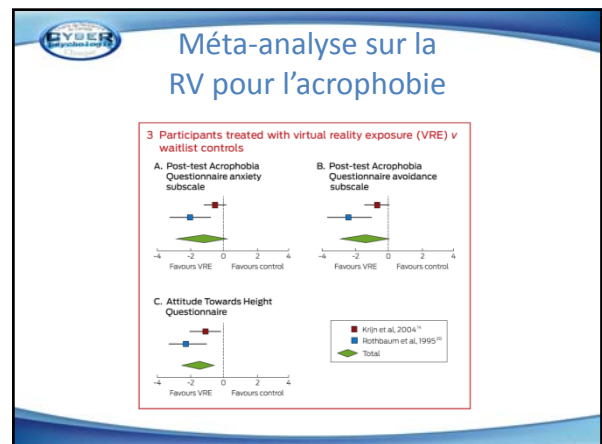 CYBER
psychologie
Méta-analyse sur la
RV pour l’acrophobie
3 Participants treated with virtual reality exposure (VRE) v
waitlist controls
A. Post-test Acrophobia
Questionnaire anxiety
subscale
-4 -2 0 2 4
Favours VRE Favours control
B. Post-test Acrophobia
Questionnaire avoidance
subscale
-4 -2 0 2 4
Favours VRE Favours control
C. Attitude Towards Height
Questionnaire
-4 -2 0 2 4
Favours VRE Favours control
Krijn et al, 2004
Rothbaum et al, 1995
Total